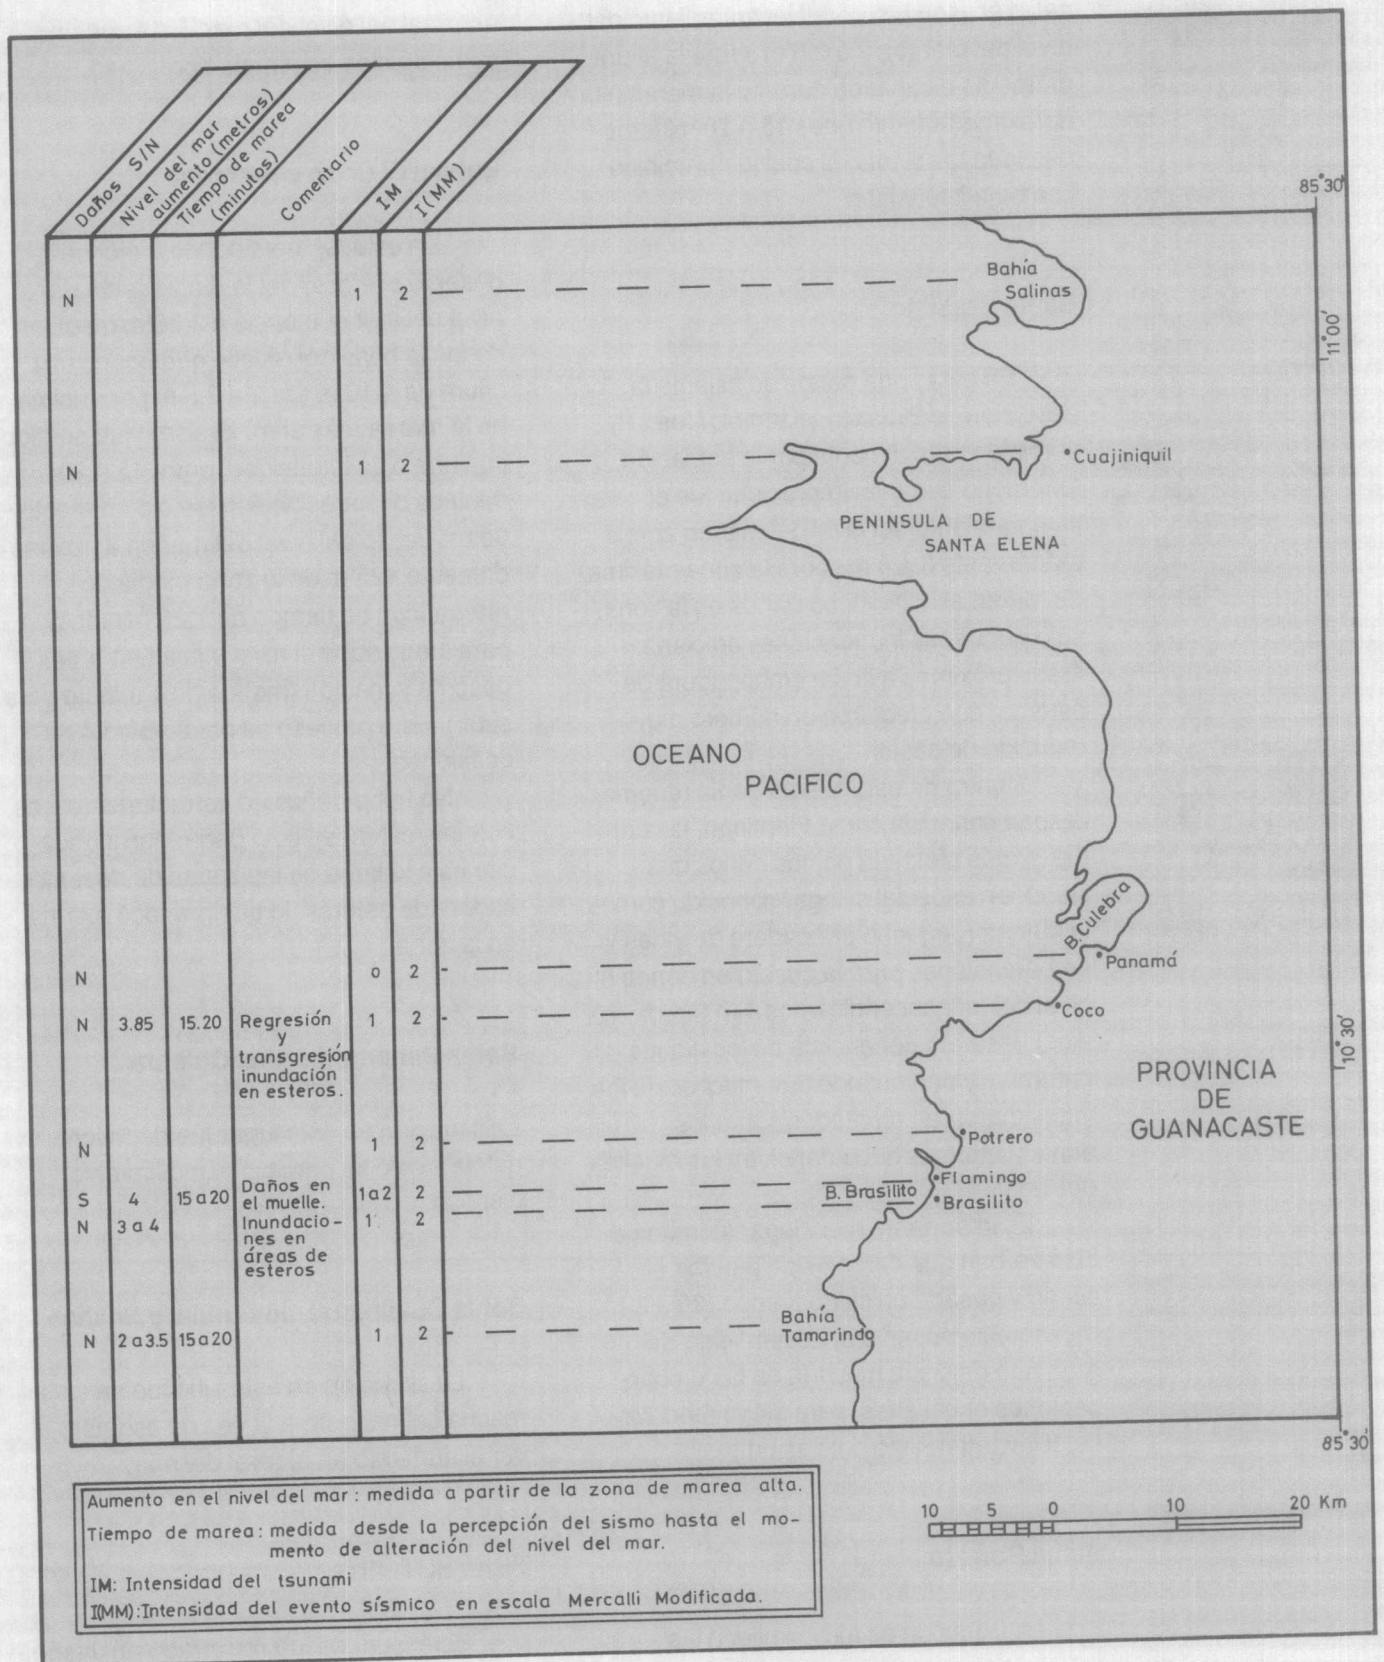 Daños S/N
Nivel del mar
aumento (metros)
Tiempo de marea
(minutos)
Comentario
IM
I(MM)
85°30'
Bahía
Salinas
N 1 2
11°00'
N 1 2
Cuajiniquil
PENINSULA DE
SANTA ELENA
OCEANO
PACIFICO
B. Culebra
N 0 2
Panamá
N 3.85 15.20 Regresión 1 2
y
transgresión
inundación
en esteros.
Coco
10°30'
PROVINCIA
DE
GUANACASTE
N 1 2
Potrero
S 4 15 a 20 Daños en 1 a 2 2
el muelle.
B. Brasilito
Flamingo
Brasilito
N 3 a 4 Inundacio- 1 2
nes en
áreas de
esteros
Bahía
Tamarindo
N 2 a 3.5 15 a 20 1 2
85°30'
Aumento en el nivel del mar : medida a partir de la zona de marea alta.
Tiempo de marea : medida desde la percepción del sismo hasta el mo-
mento de alteración del nivel del mar.
IM: Intensidad del tsunami
I(MM): Intensidad del evento sísmico en escala Mercalli Modificada.
10 5 0 10 20 Km